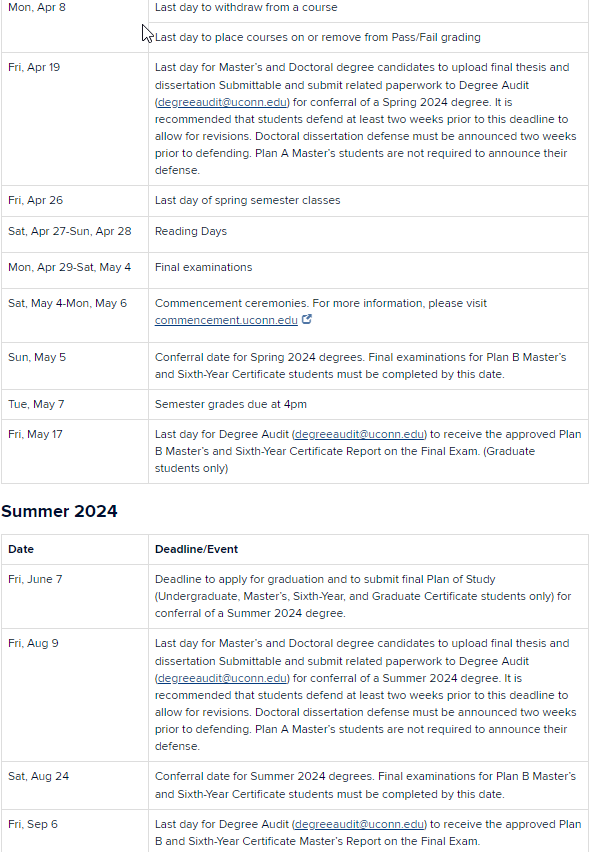 Mon, Apr 8
Last day to withdraw from a course
Last day to place courses on or remove from Pass/Fail grading
Fri, Apr 19
Last day for Master's and Doctoral degree candidates to upload final thesis and
dissertation Submittable and submit related paperwork to Degree Audit
(degreeaudit@uconn.edu) for conferral of a Spring 2024 degree. It is
recommended that students defend at least two weeks prior to this deadline to
allow for revisions. Doctoral dissertation defense must be announced two weeks
prior to defending. Plan A Master's students are not required to announce their
defense.
Fri, Apr 26
Last day of spring semester classes
Sat, Apr 27-Sun, Apr 28
Reading Days
Mon, Apr 29-Sat, May 4
Final examinations
Sat, May 4-Mon, May 6
Commencement ceremonies. For more information, please visit
commencement.uconn.edu
Sun, May 5
Conferral date for Spring 2024 degrees. Final examinations for Plan B Master's
and Sixth-Year Certificate students must be completed by this date.
Tue, May 7
Semester grades due at 4pm
Fri, May 17
Last day for Degree Audit (degreeaudit@uconn.edu) to receive the approved Plan
B Master's and Sixth-Year Certificate Report on the Final Exam. (Graduate
students only)
Summer 2024
Date
Deadline/Event
Fri, June 7
Deadline to apply for graduation and to submit final Plan of Study
(Undergraduate, Master's, Sixth-Year, and Graduate Certificate students only) for
conferral of a Summer 2024 degree.
Fri, Aug 9
Last day for Master's and Doctoral degree candidates to upload final thesis and
dissertation Submittable and submit related paperwork to Degree Audit
(degreeaudit@uconn.edu) for conferral of a Summer 2024 degree. It is
recommended that students defend at least two weeks prior to this deadline to
allow for revisions. Doctoral dissertation defense must be announced two weeks
prior to defending. Plan A Master's students are not required to announce their
defense.
Sat, Aug 24
Conferral date for Summer 2024 degrees. Final examinations for Plan B Master's
and Sixth-Year Certificate students must be completed by this date.
Fri, Sep 6
Last day for Degree Audit (degreeaudit@uconn.edu) to receive the approved Plan
B and Sixth-Year Certificate Master's Report on the Final Exam.